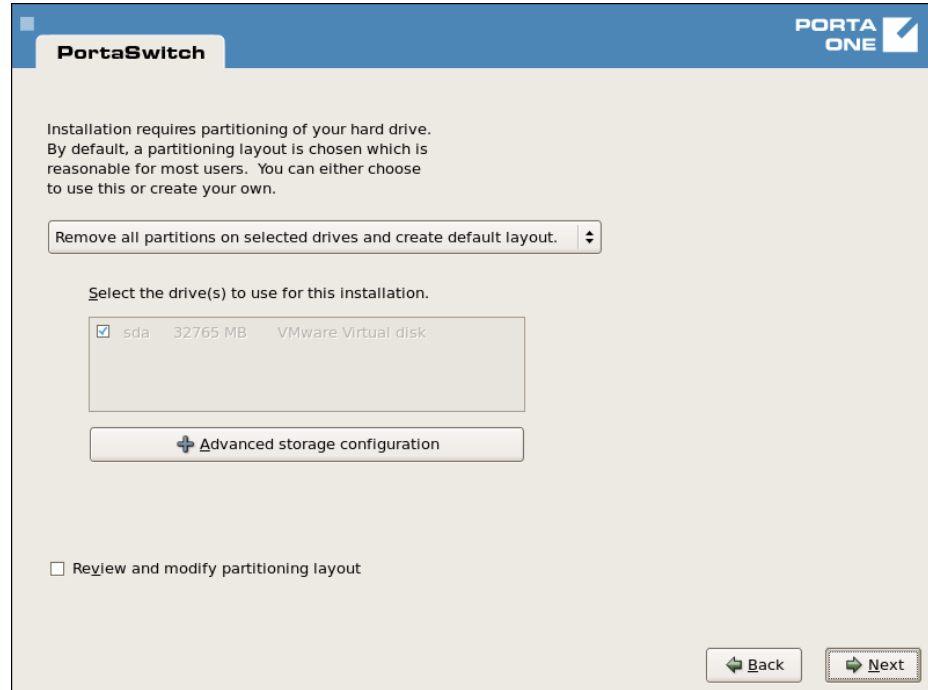 PORTA
ONE
PortaSwitch
Installation requires partitioning of your hard drive.
By default, a partitioning layout is chosen which is
reasonable for most users. You can either choose
to use this or create your own.
Remove all partitions on selected drives and create default layout.
Select the drive(s) to use for this installation.
sda 32765 MB VMware Virtual disk
Advanced storage configuration
Review and modify partitioning layout
Back
Next